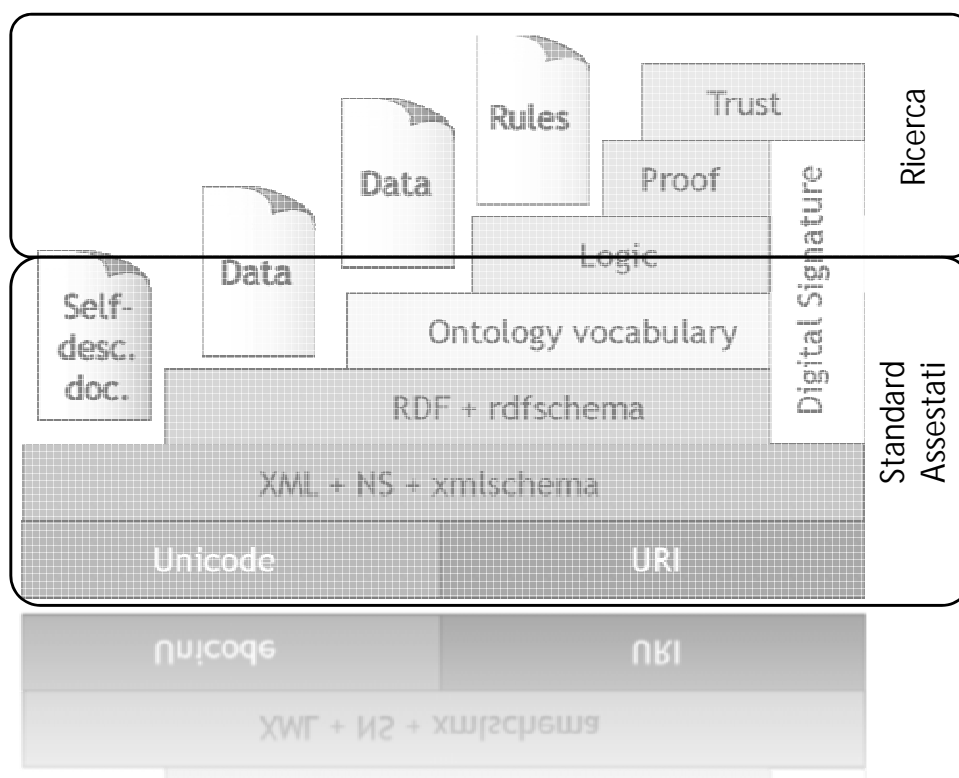 Rules
Trust
Ricerca
Data
Proof
Data
Logic
Digital Signature
Self-
desc.
doc.
Ontology vocabulary
RDF + rdfschema
Standard
Assestati
XML + NS + xmlschema
Unicode
URI
Unicode
URI
XML + NS + xmlschema